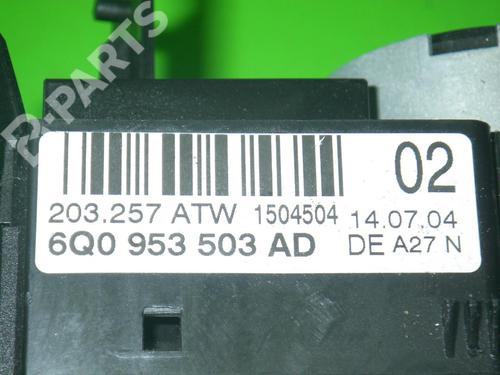 B-PARTS
02
203.257 ATW 1504504 14.07.04
6Q0 953 503 AD DE A27 N